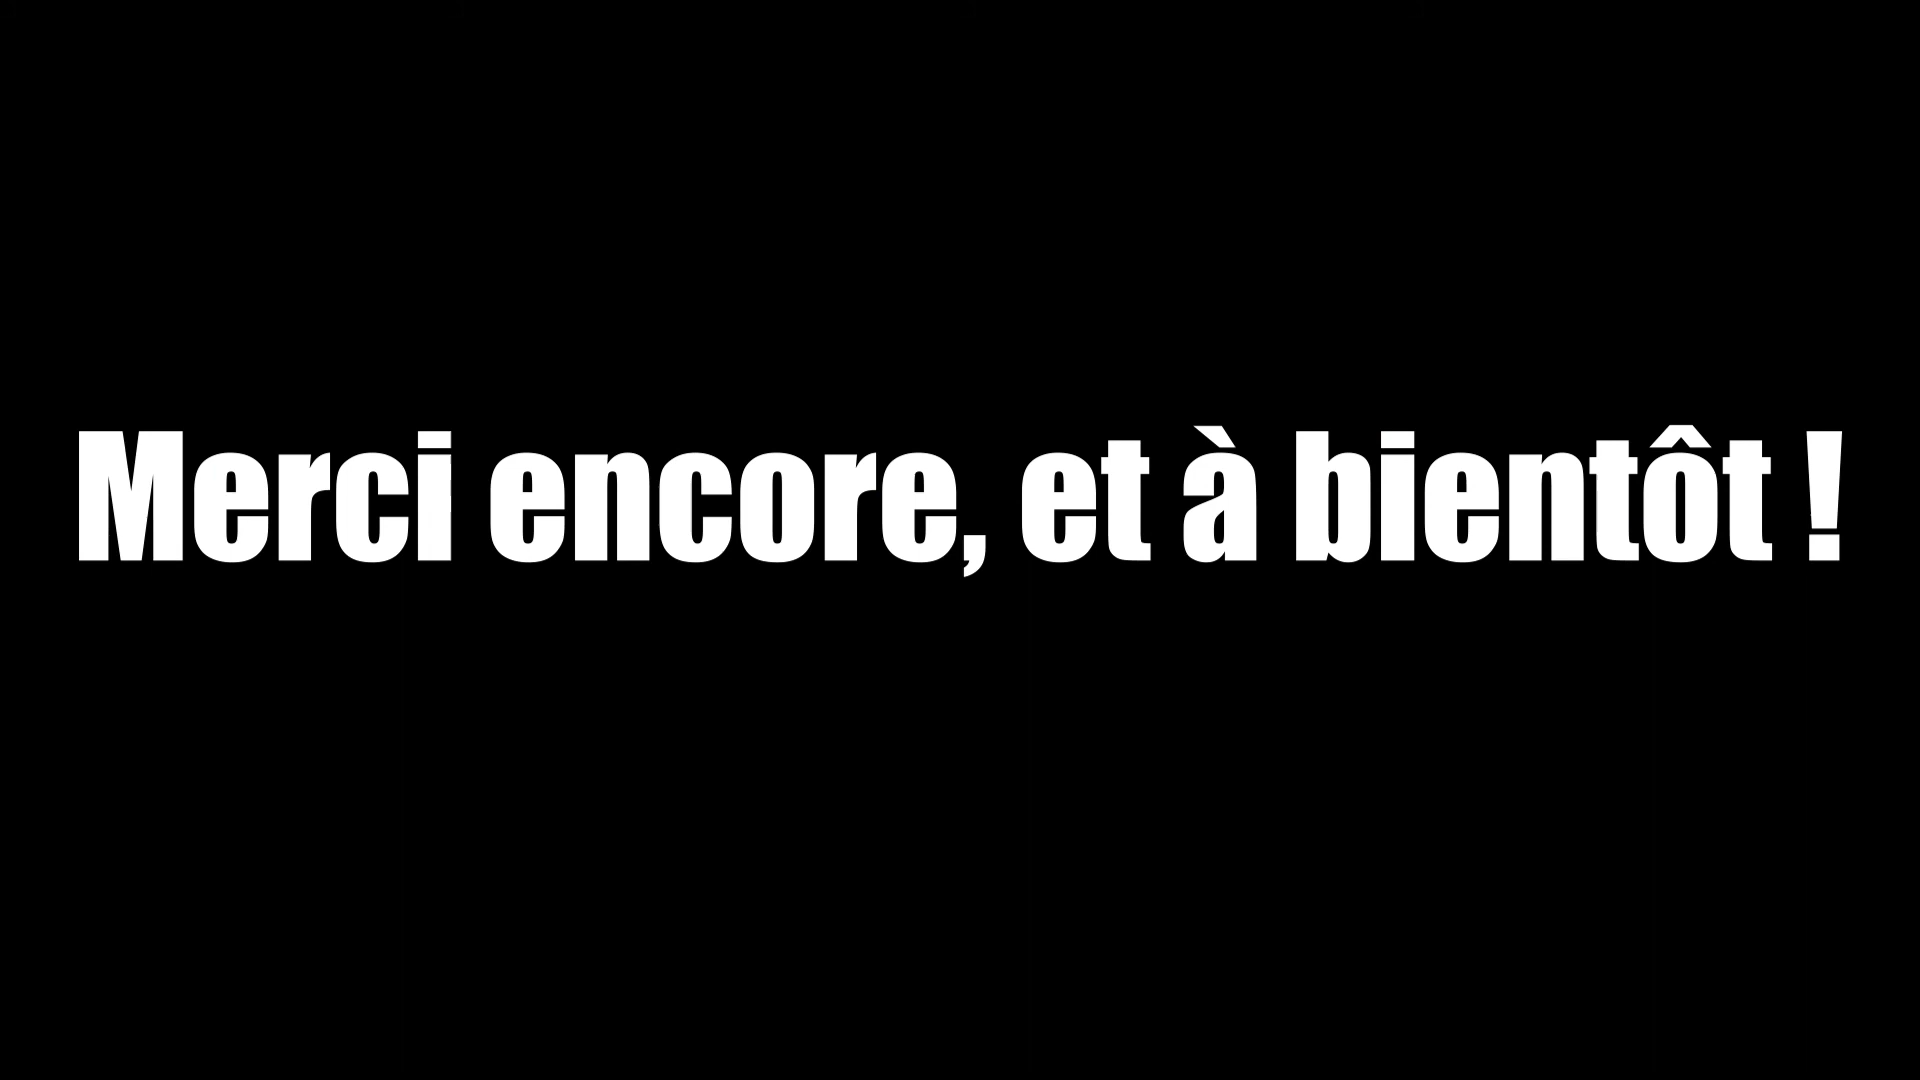 Merci encore, et à bientôt !